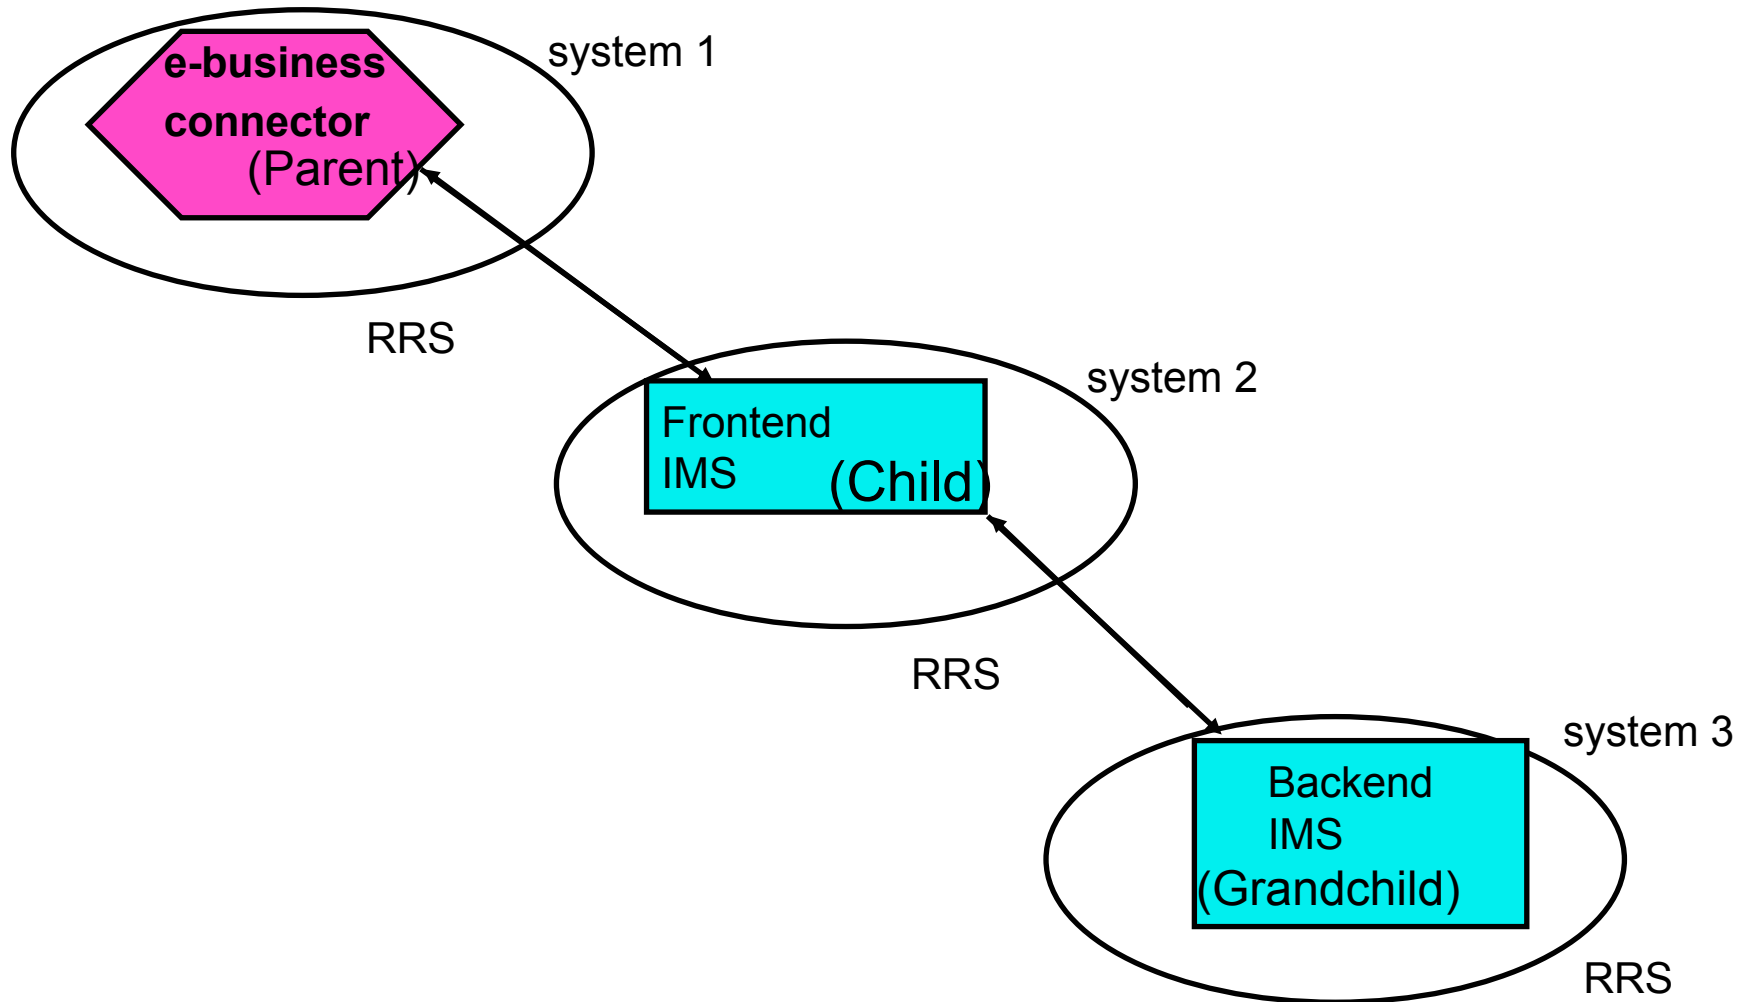 system 1
e-business
connector
(Parent)
RRS
system 2
Frontend
IMS
(Child)
RRS
system 3
Backend
IMS
(Grandchild)
RRS